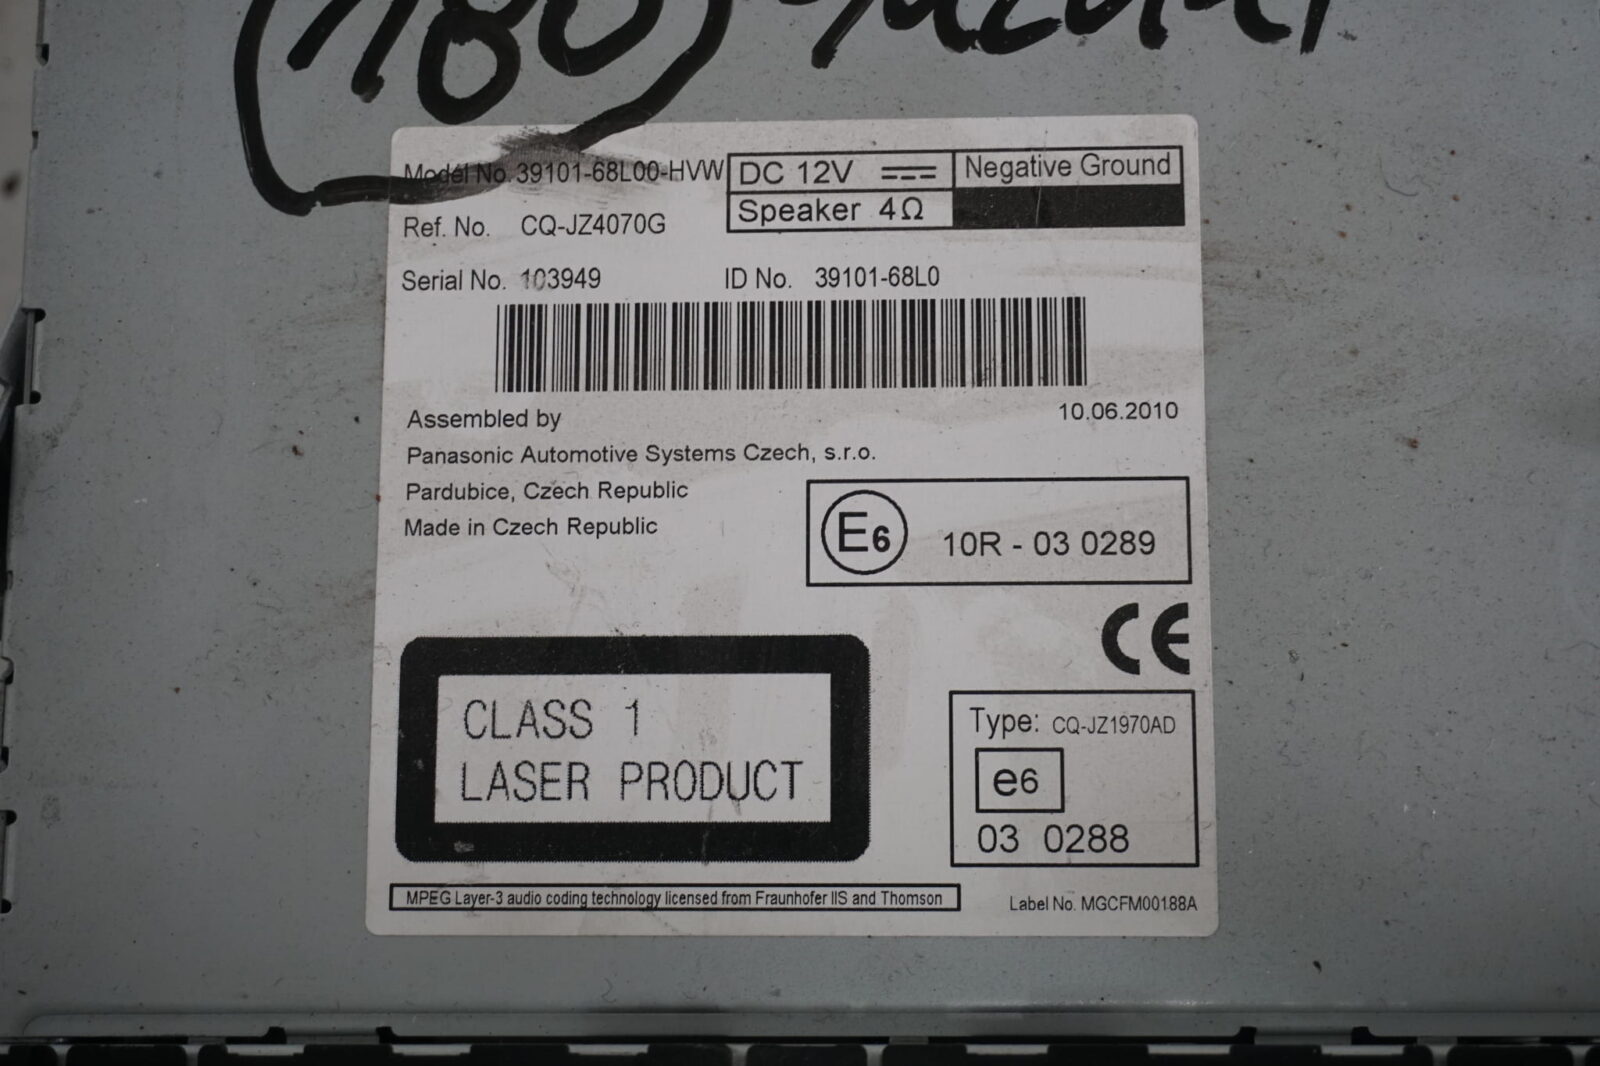 Model No. 39101-68L00-HVW
DC 12V
Negative Ground
Speaker 4Ω
Ref. No. CQ-JZ4070G
Serial No. 103949 ID No. 39101-68L0
10.06.2010
Assembled by
Panasonic Automotive Systems Czech, s.r.o.
Pardubice, Czech Republic
Made in Czech Republic
E6 10R - 03 0289
CE
CLASS 1
LASER PRODUCT
Type: CQ-JZ1970AD
e6
03 0288
MPEG Layer-3 audio coding technology licensed from Fraunhofer IIS and Thomson
Label No. MGCFM00188A